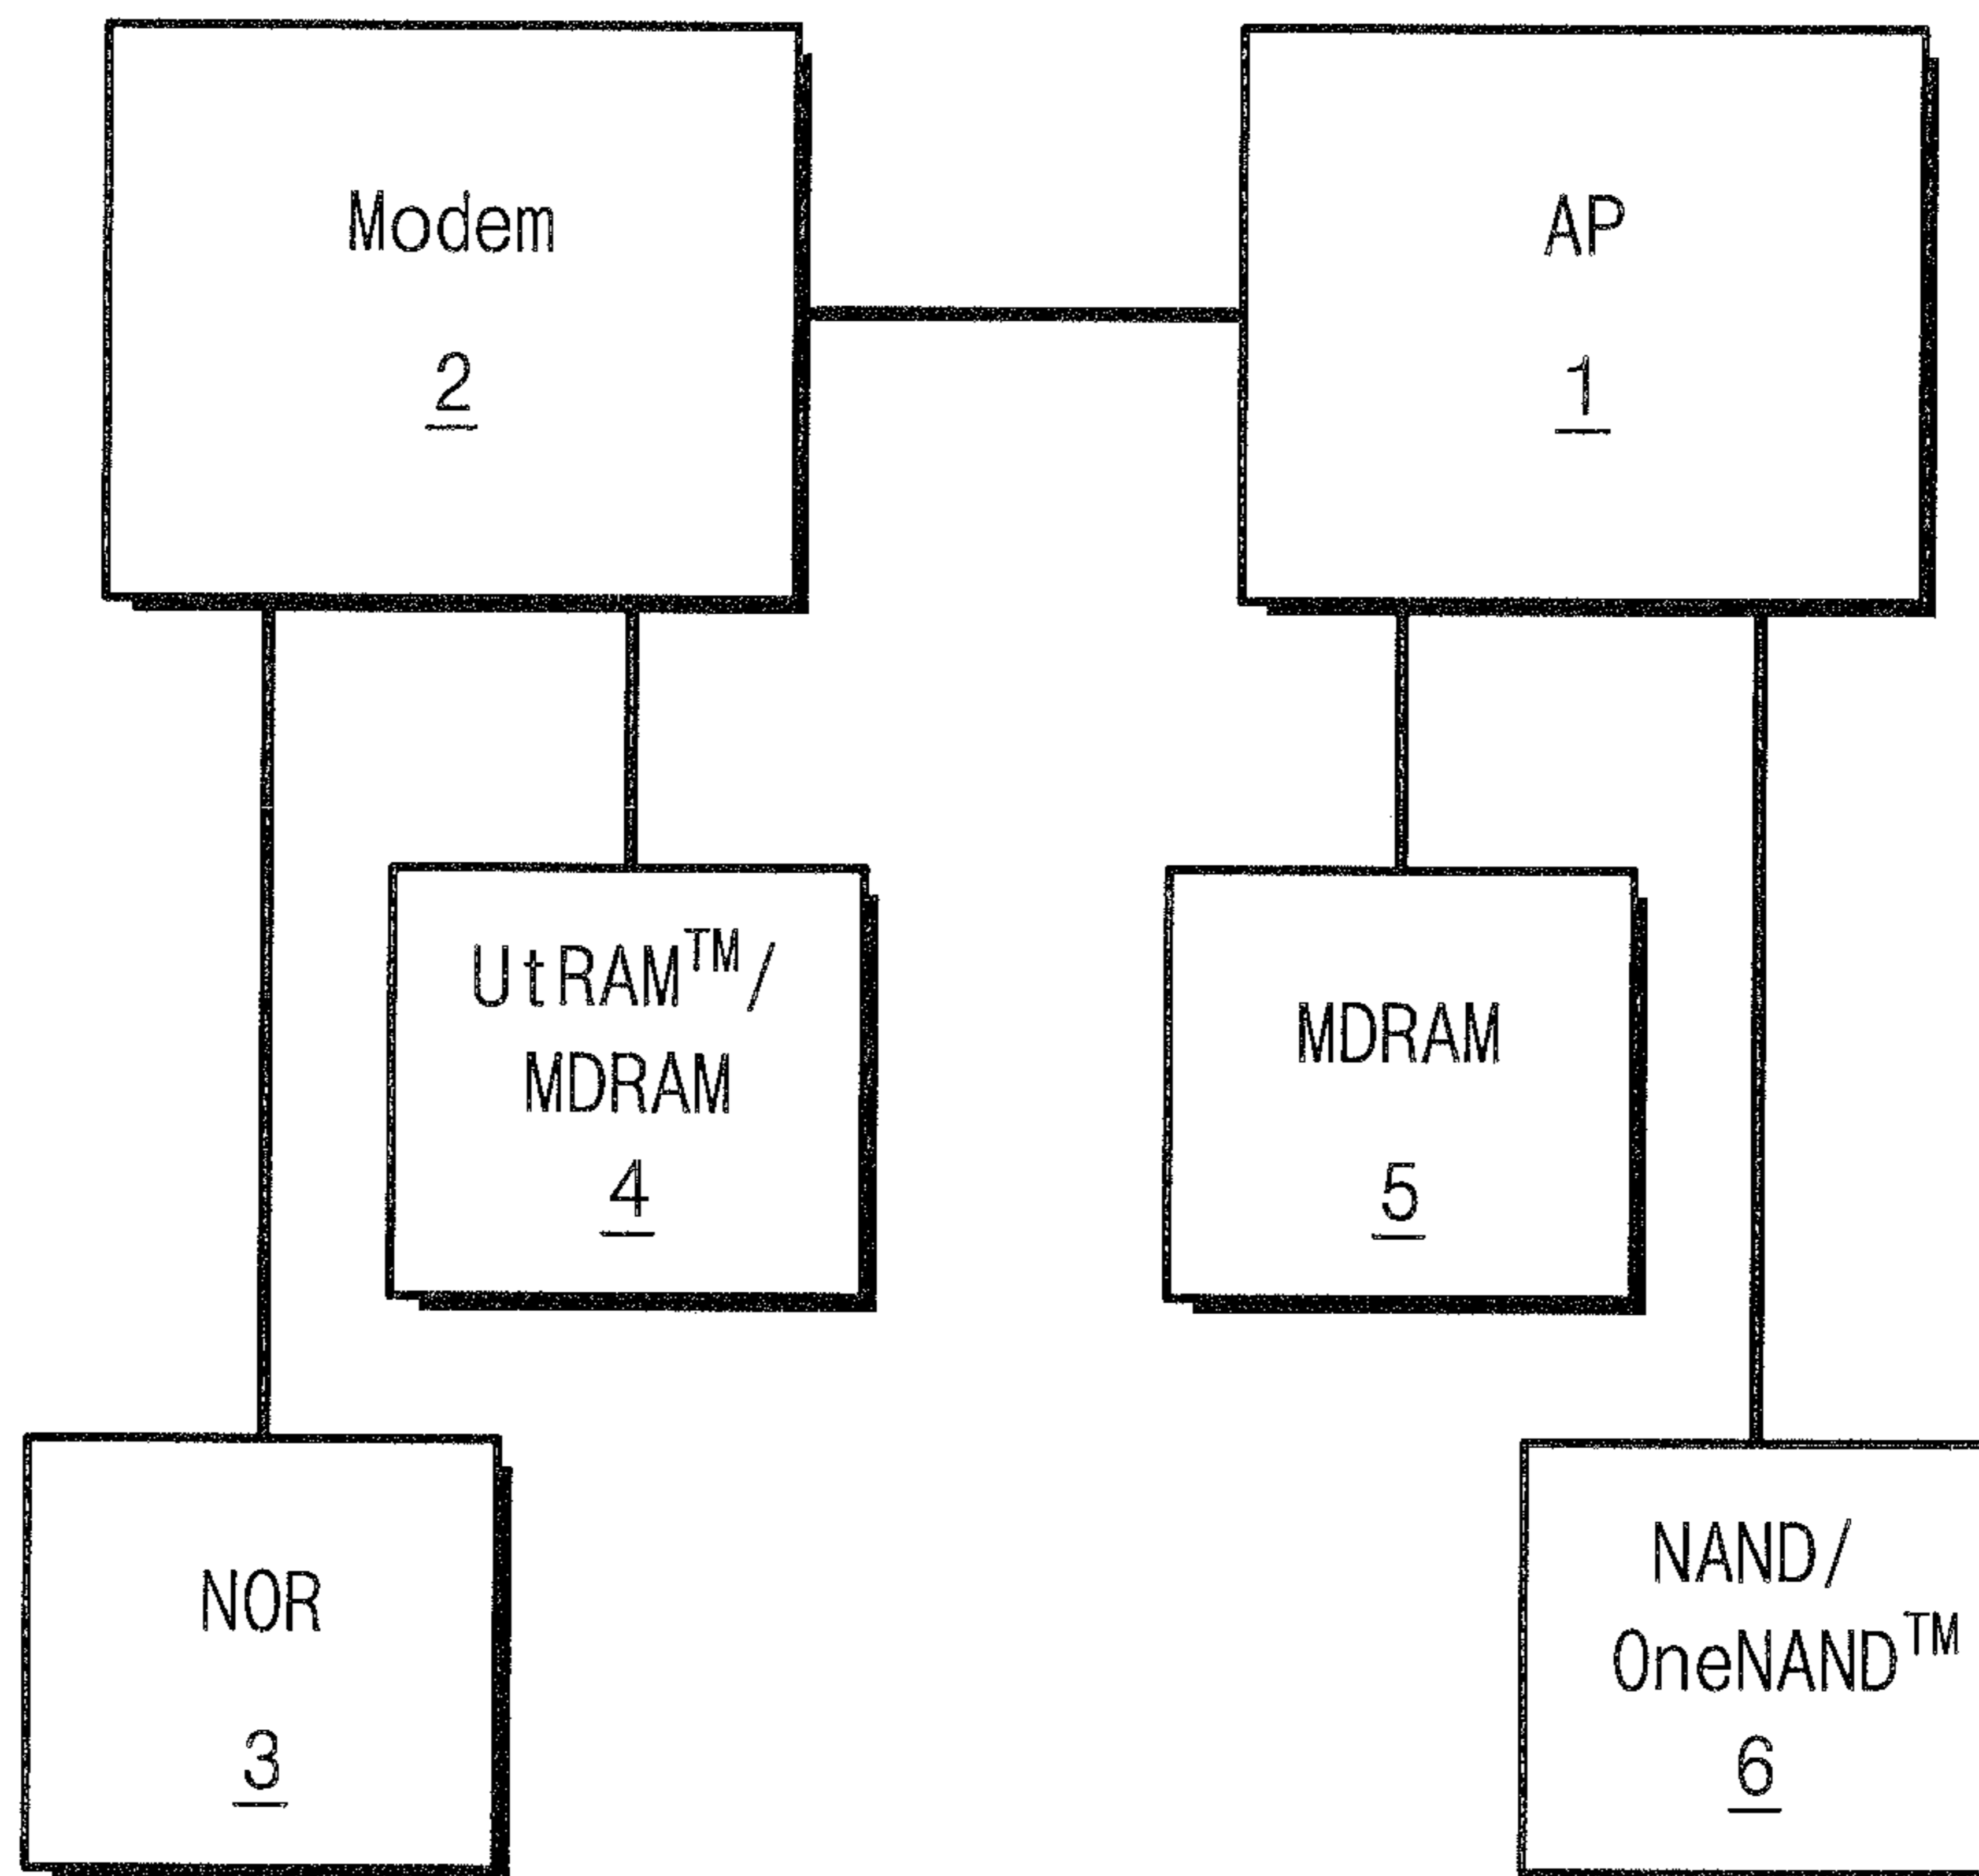 Modem
2
AP
1
UtRAM™/
MDRAM
4
MDRAM
5
NOR
3
NAND/
OneNAND™
6